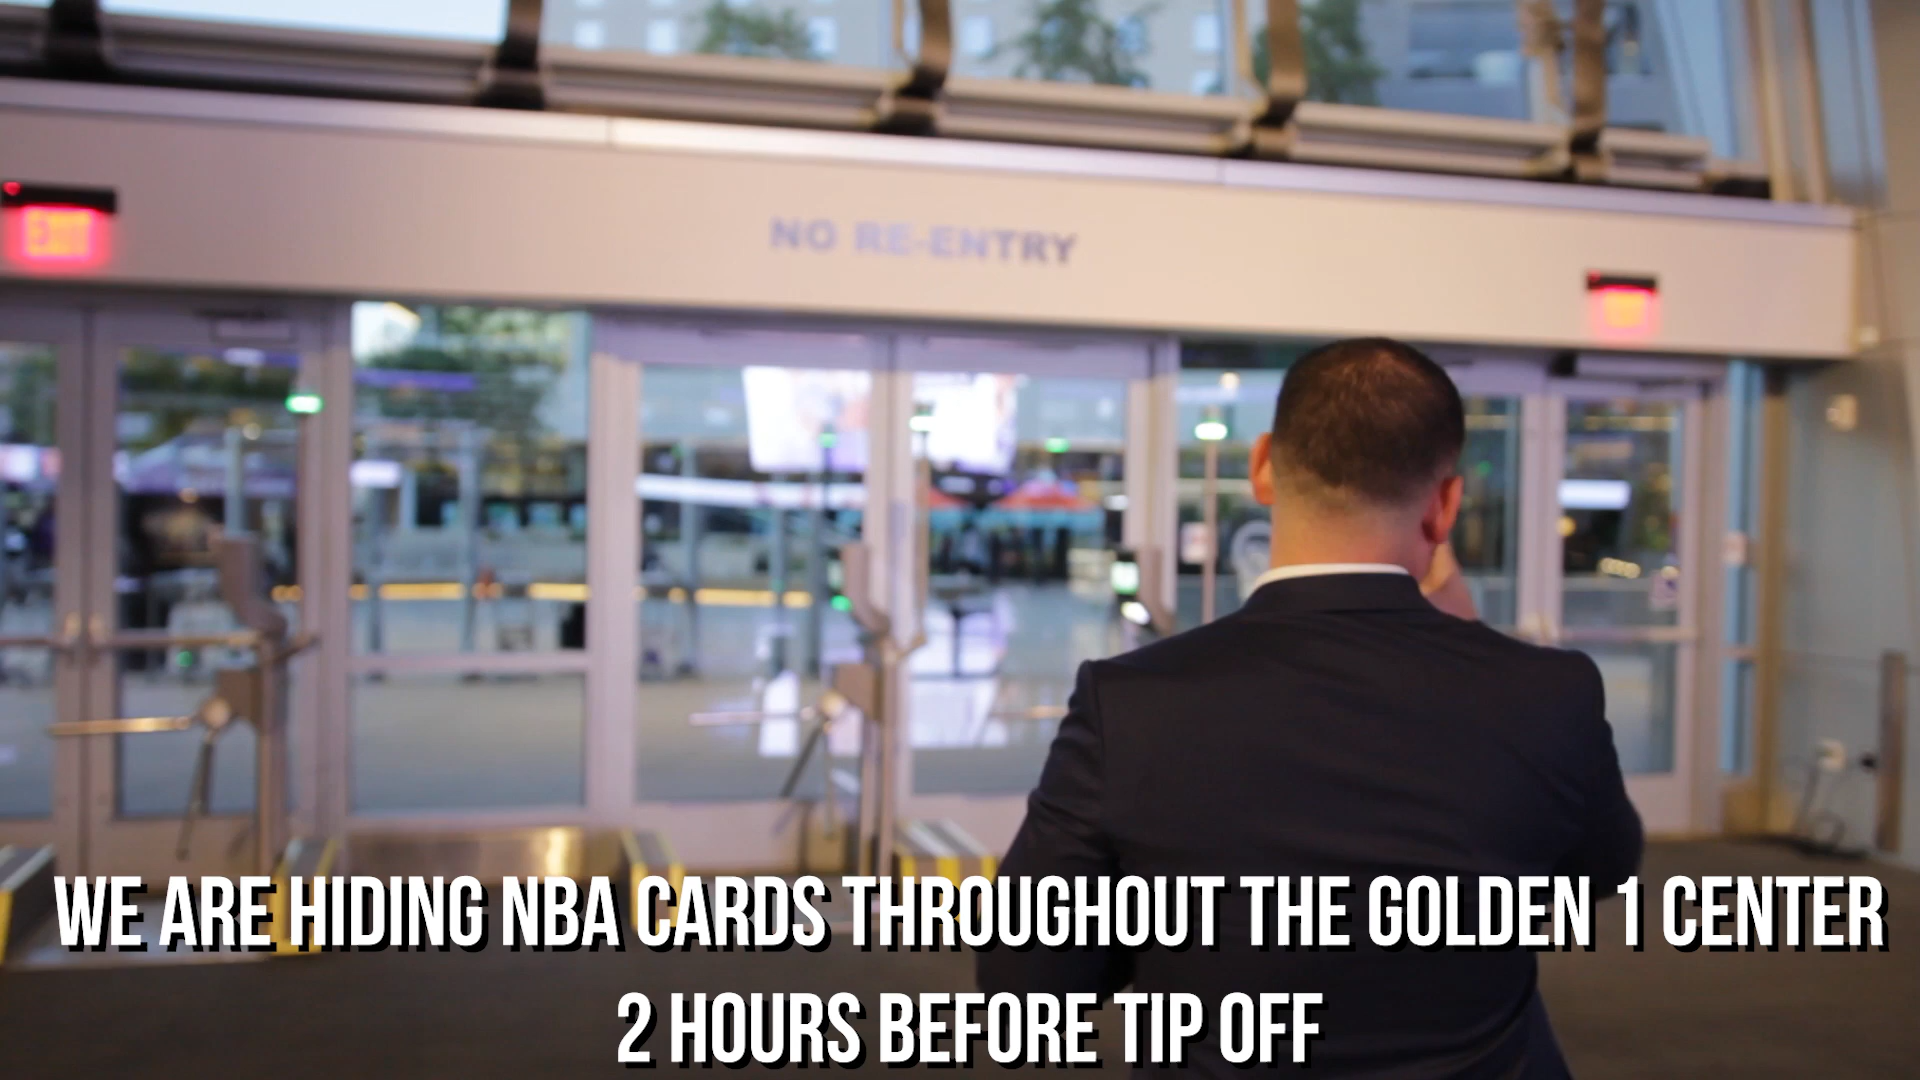 EXIT
NO RE-ENTRY
WE ARE HIDING NBA CARDS THROUGHOUT THE GOLDEN 1 CENTER
2 HOURS BEFORE TIP OFF